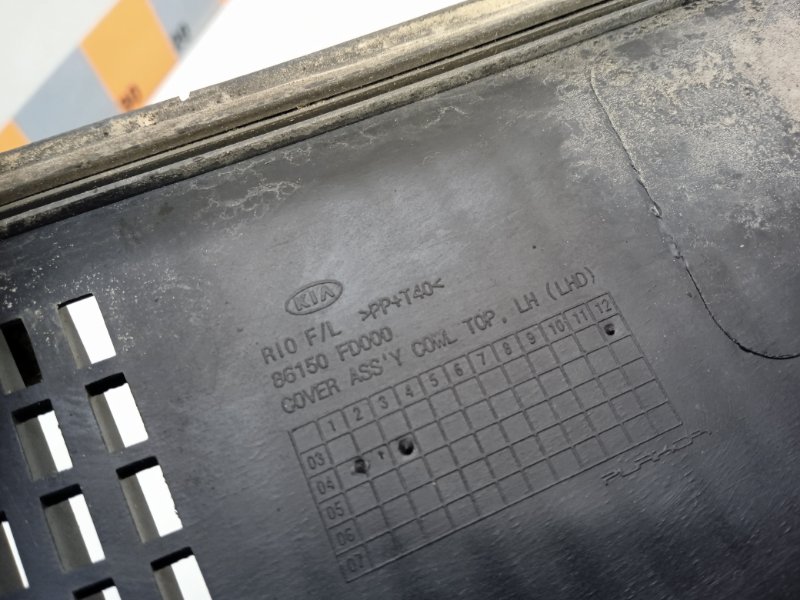 KIA >PP+T40<
RIO F/L
86150 FD000
COVER ASS'Y COWL TOP, LH (LHD)
1 2 3 4 5 6 7 8 9 10 11 12
03
04
05
06
07